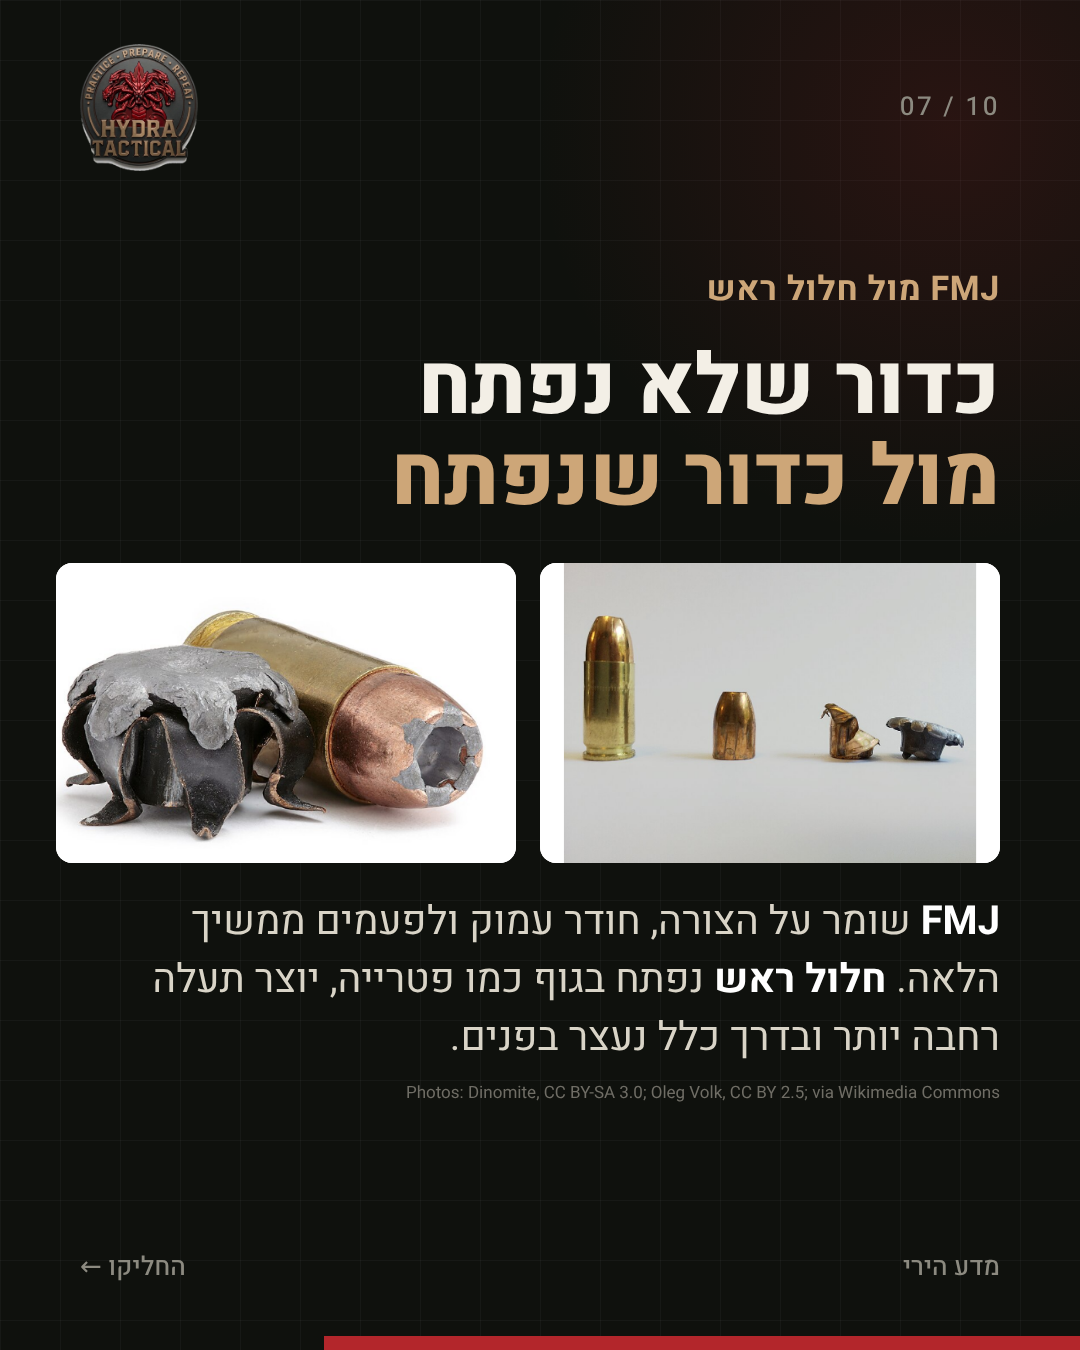 PRACTICE · PREPARE · REPEAT
HYDRA
TACTICAL
07 / 10
FMJ מול חלול ראש
כדור שלא נפתח
מול כדור שנפתח
FMJ שומר על הצורה, חודר עמוק ולפעמים ממשיך
הלאה. חלול ראש נפתח בגוף כמו פטרייה, יוצר תעלה
רחבה יותר ובדרך כלל נעצר בפנים.
Photos: Dinomite, CC BY-SA 3.0; Oleg Volk, CC BY 2.5; via Wikimedia Commons
מדע הירי
החליקו ←